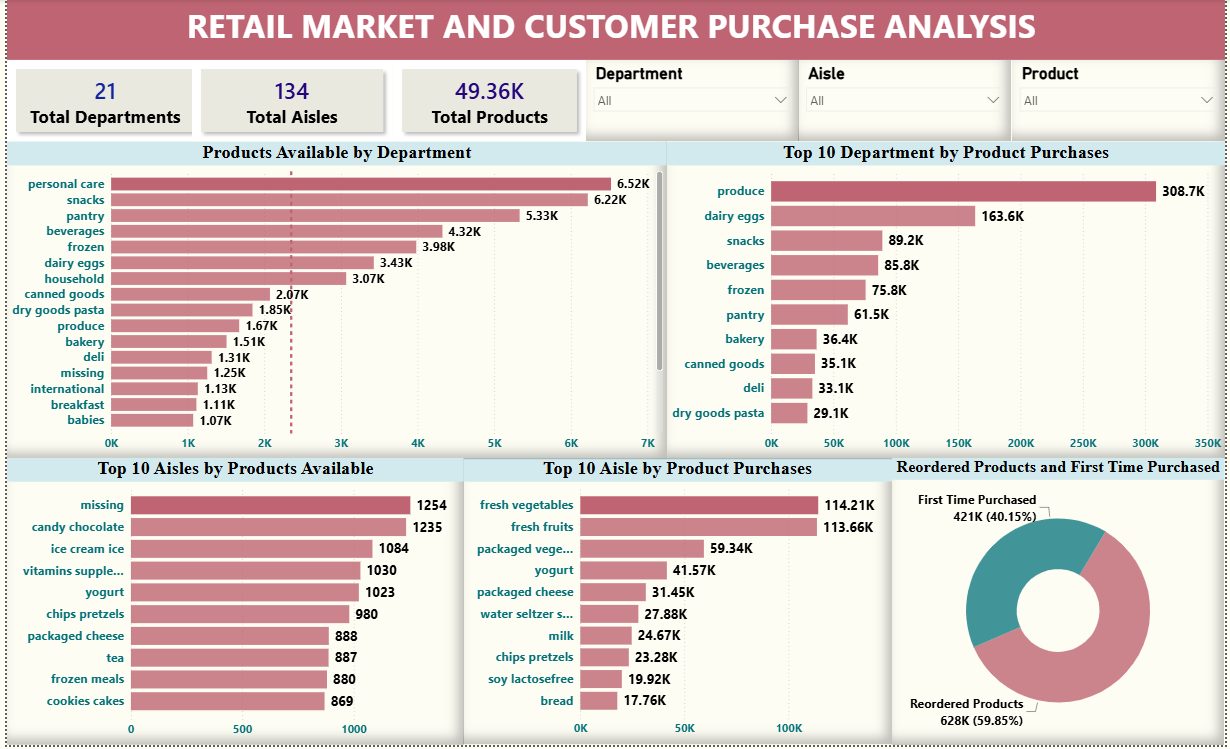 RETAIL MARKET AND CUSTOMER PURCHASE ANALYSIS
21
Total Departments
134
Total Aisles
49.36K
Total Products
Department
All
Aisle
All
Product
All
Products Available by Department
personal care 6.52K
snacks 6.22K
pantry 5.33K
beverages 4.32K
frozen 3.98K
dairy eggs 3.43K
household 3.07K
canned goods 2.07K
dry goods pasta 1.85K
produce 1.67K
bakery 1.51K
deli 1.31K
missing 1.25K
international 1.13K
breakfast 1.11K
babies 1.07K
0K 1K 2K 3K 4K 5K 6K 7K
Top 10 Department by Product Purchases
produce 308.7K
dairy eggs 163.6K
snacks 89.2K
beverages 85.8K
frozen 75.8K
pantry 61.5K
bakery 36.4K
canned goods 35.1K
deli 33.1K
dry goods pasta 29.1K
0K 50K 100K 150K 200K 250K 300K 350K
Top 10 Aisles by Products Available
missing 1254
candy chocolate 1235
ice cream ice 1084
vitamins supple... 1030
yogurt 1023
chips pretzels 980
packaged cheese 888
tea 887
frozen meals 880
cookies cakes 869
0 500 1000
Top 10 Aisle by Product Purchases
fresh vegetables 114.21K
fresh fruits 113.66K
packaged vege... 59.34K
yogurt 41.57K
packaged cheese 31.45K
water seltzer s... 27.88K
milk 24.67K
chips pretzels 23.28K
soy lactosefree 19.92K
bread 17.76K
0K 50K 100K
Reordered Products and First Time Purchased
First Time Purchased
421K (40.15%)
Reordered Products
628K (59.85%)